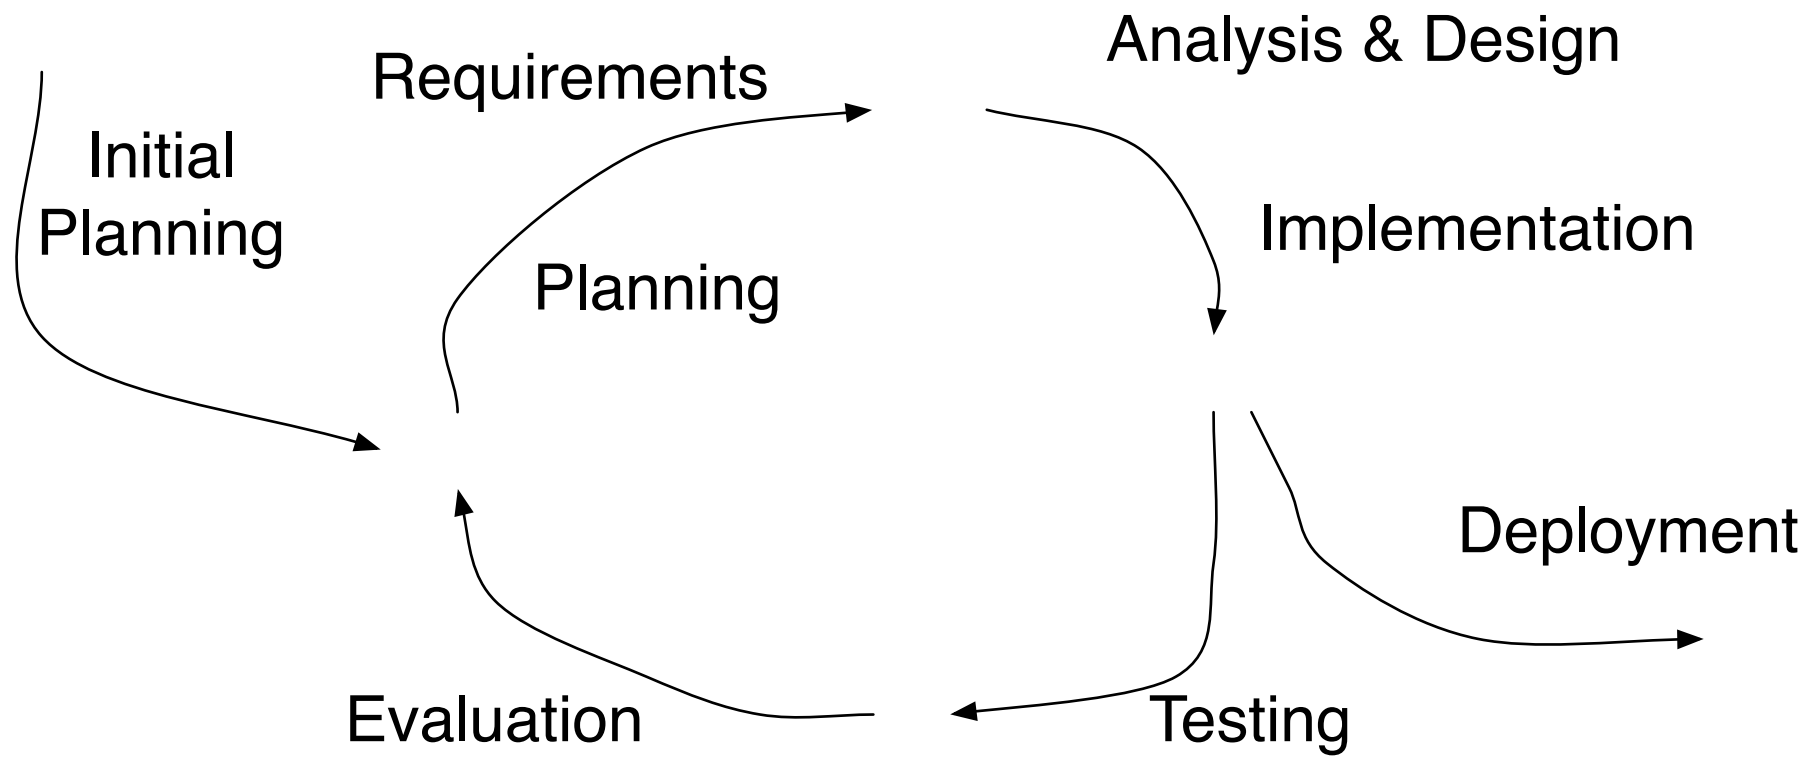 Analysis & Design
Requirements
Initial
Planning
Implementation
Planning
Deployment
Evaluation
Testing